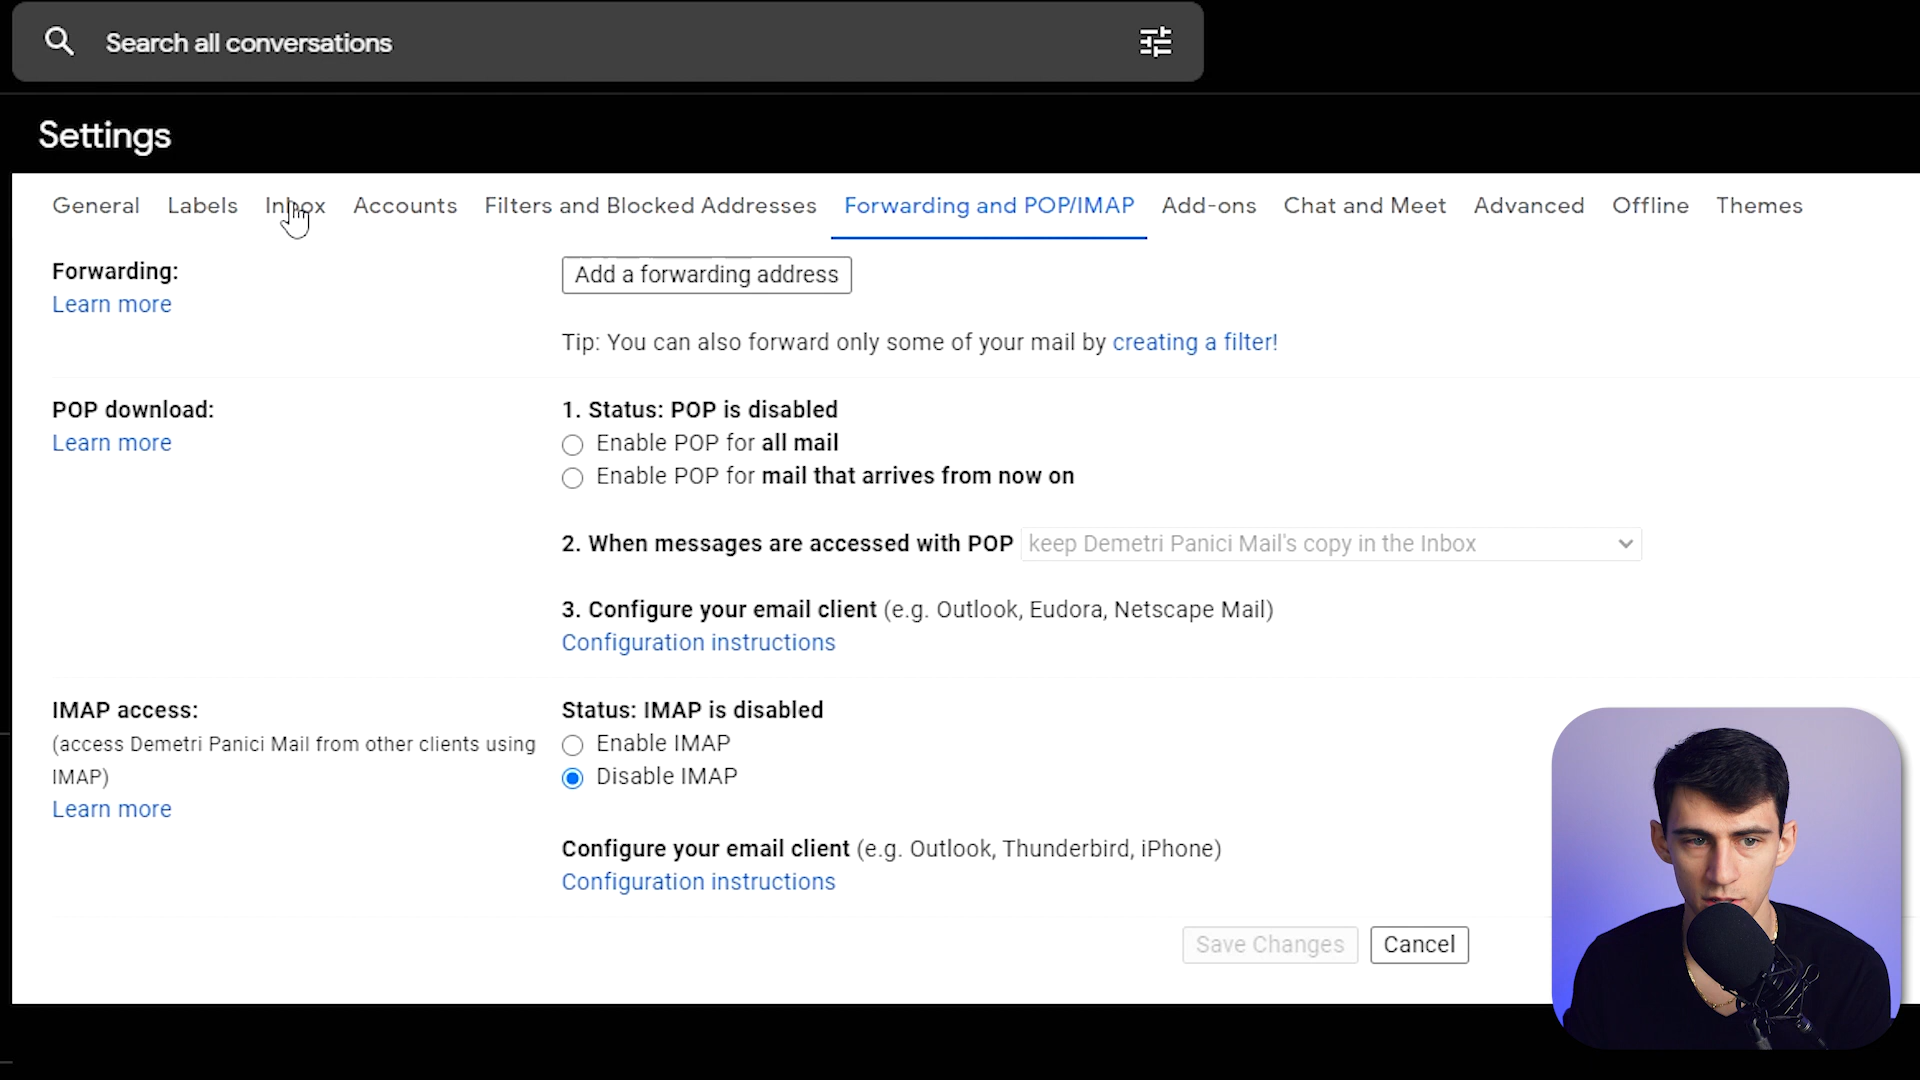 Search all conversations
Settings
General Labels Inbox Accounts Filters and Blocked Addresses Forwarding and POP/IMAP Add-ons Chat and Meet Advanced Offline Themes
Forwarding:
Learn more
Add a forwarding address
Tip: You can also forward only some of your mail by creating a filter!
POP download:
Learn more
1. Status: POP is disabled
Enable POP for all mail
Enable POP for mail that arrives from now on
2. When messages are accessed with POP keep Demetri Panici Mail's copy in the Inbox
3. Configure your email client (e.g. Outlook, Eudora, Netscape Mail)
Configuration instructions
IMAP access:
(access Demetri Panici Mail from other clients using
IMAP)
Learn more
Status: IMAP is disabled
Enable IMAP
Disable IMAP
Configure your email client (e.g. Outlook, Thunderbird, iPhone)
Configuration instructions
Save Changes Cancel